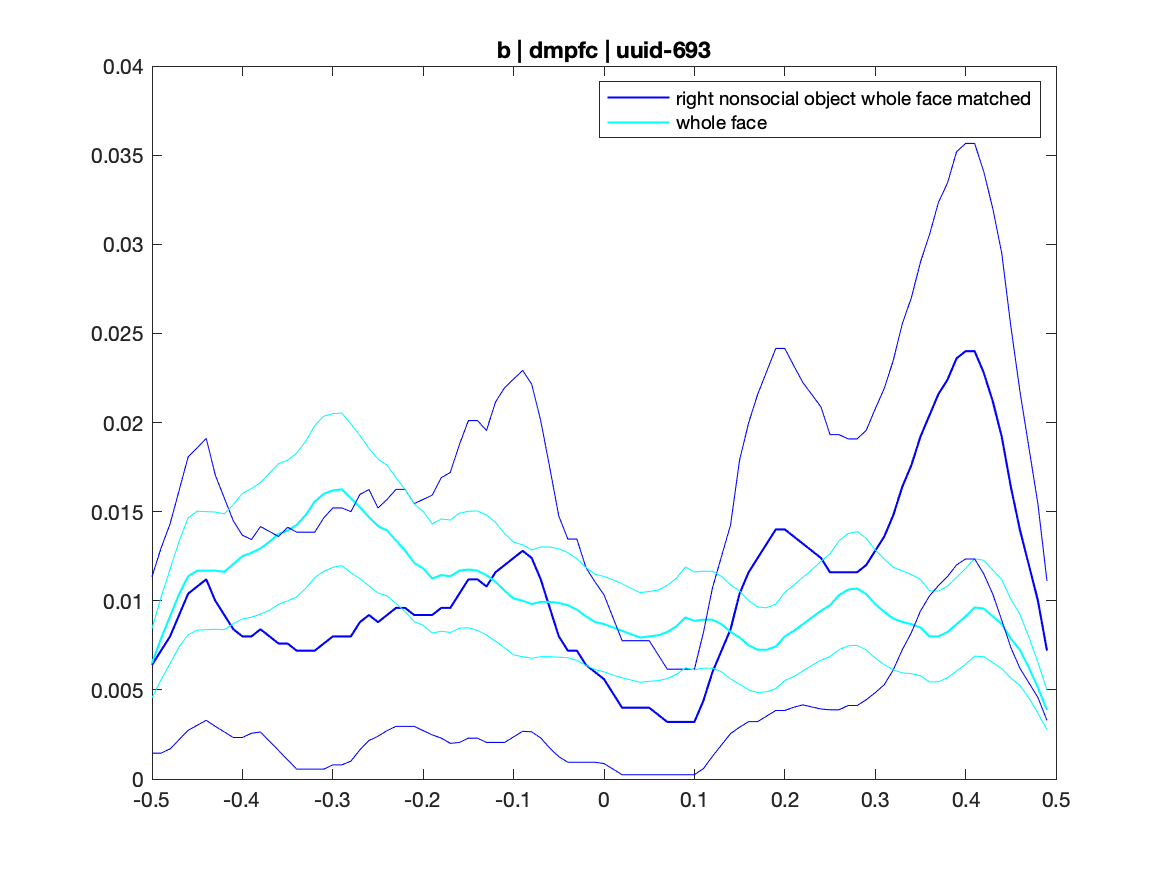 b | dmpfc | uuid-693
right nonsocial object whole face matched
whole face
0.04
0.035
0.03
0.025
0.02
0.015
0.01
0.005
0
-0.5 -0.4 -0.3 -0.2 -0.1 0 0.1 0.2 0.3 0.4 0.5